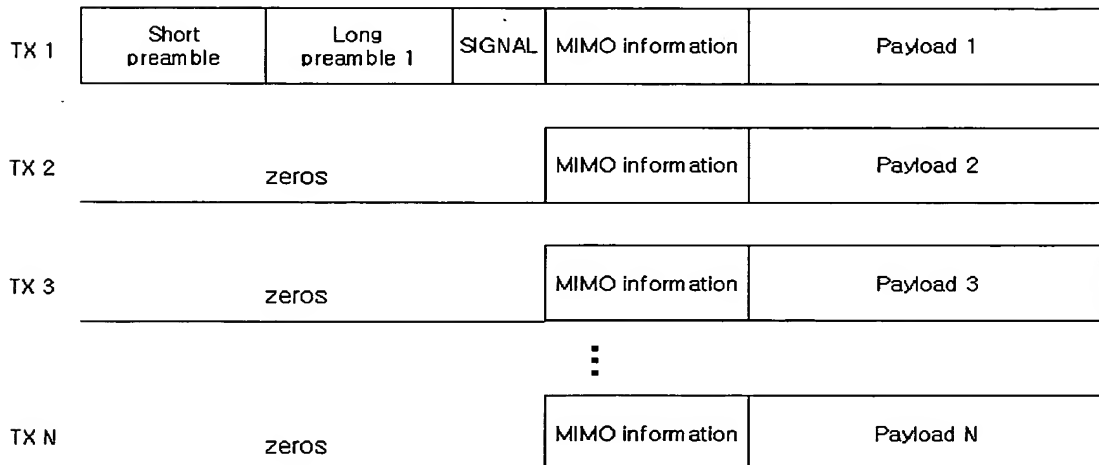 TX 1
Short preamble
Long preamble 1
SIGNAL
MIMO information
Payload 1
TX 2
zeros
MIMO information
Payload 2
TX 3
zeros
MIMO information
Payload 3
TX N
zeros
MIMO information
Payload N